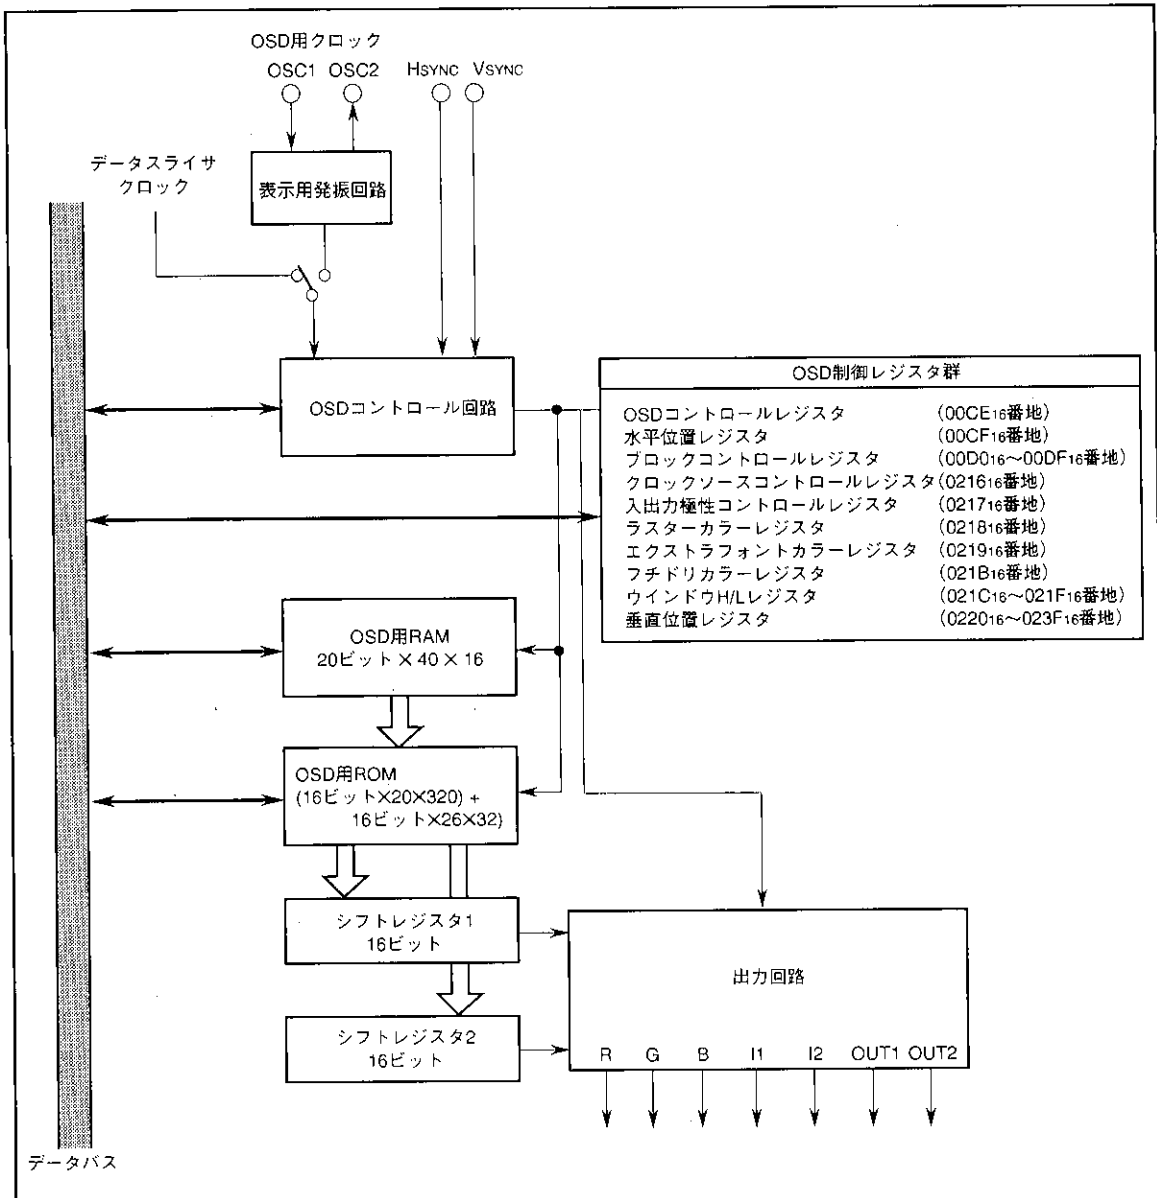 OSD用クロック
OSC1 OSC2 HSYNC VSYNC
データスライサ
クロック
表示用発振回路
OSDコントロール回路
OSD制御レジスタ群
OSDコントロールレジスタ (00CE16番地)
水平位置レジスタ (00CF16番地)
ブロックコントロールレジスタ (00D016〜00DF16番地)
クロックソースコントロールレジスタ(021616番地)
入出力極性コントロールレジスタ (021716番地)
ラスターカラーレジスタ (021816番地)
エクストラフォントカラーレジスタ (021916番地)
フチドリカラーレジスタ (021B16番地)
ウインドウH/Lレジスタ (021C16〜021F16番地)
垂直位置レジスタ (022016〜023F16番地)
OSD用RAM
20ビット×40×16
OSD用ROM
(16ビット×20×320) +
16ビット×26×32)
シフトレジスタ1
16ビット
出力回路
シフトレジスタ2
16ビット
R G B I1 I2 OUT1 OUT2
データバス